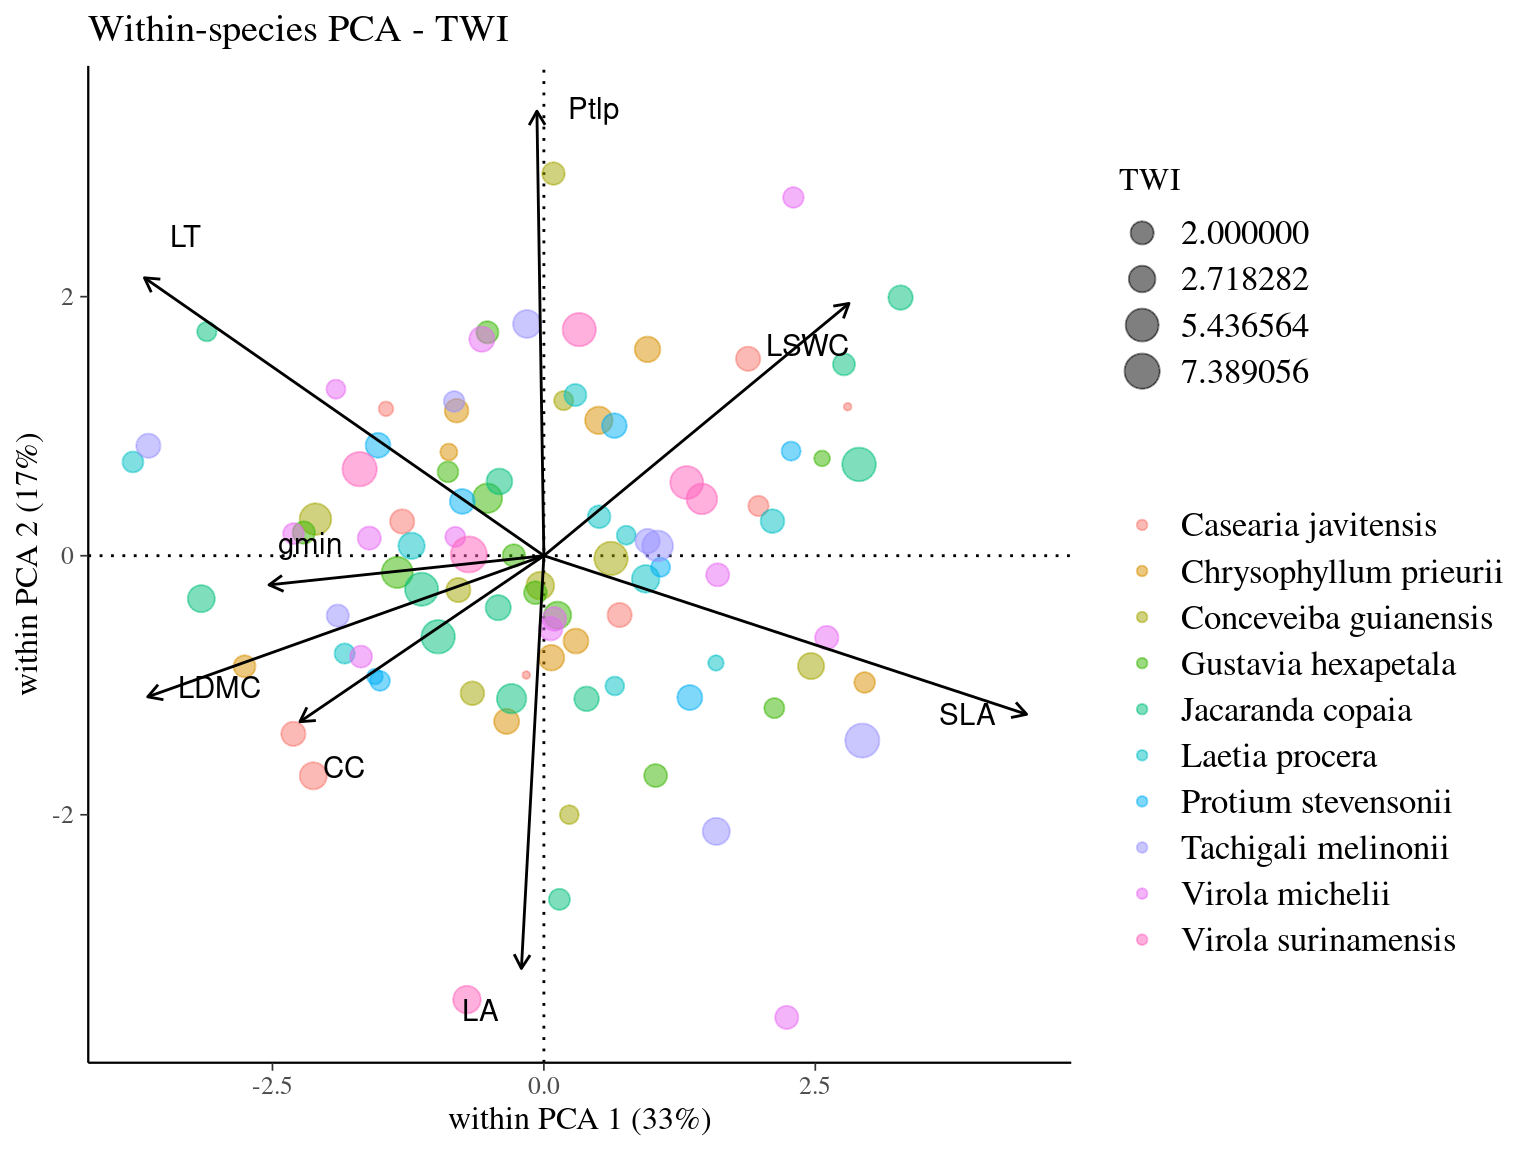 Within-species PCA - TWI
Ptlp
LT
LSWC
gmin
LDMC
SLA
CC
LA
2
0
-2
within PCA 2 (17%)
-2.5
0.0
2.5
within PCA 1 (33%)
TWI
2.000000
2.718282
5.436564
7.389056
Casearia javitensis
Chrysophyllum prieurii
Conceveiba guianensis
Gustavia hexapetala
Jacaranda copaia
Laetia procera
Protium stevensonii
Tachigali melinonii
Virola michelii
Virola surinamensis